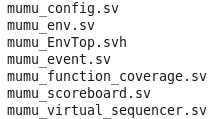 mumu_config.sv
mumu_env.sv
mumu_EnvTop.svh
mumu_event.sv
mumu_function_coverage.sv
mumu_scoreboard.sv
mumu_virtual_sequencer.sv